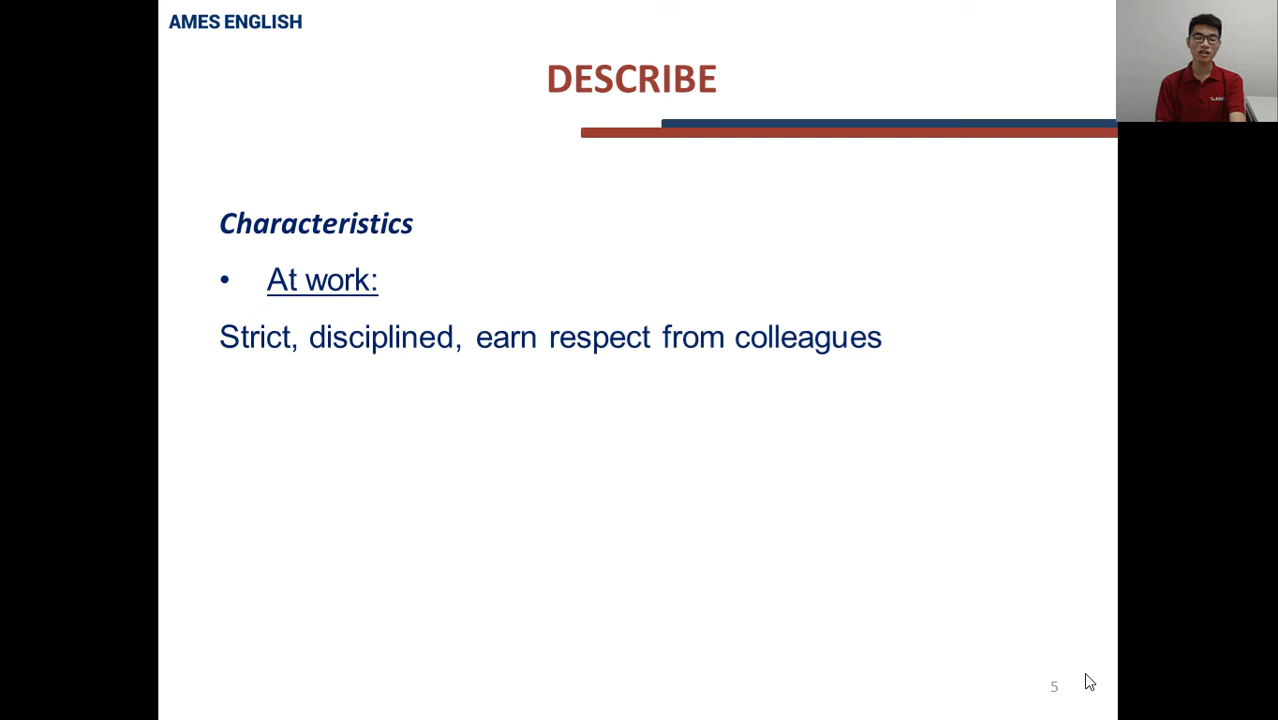 AMES ENGLISH
DESCRIBE
Characteristics
• At work:
Strict, disciplined, earn respect from colleagues
5